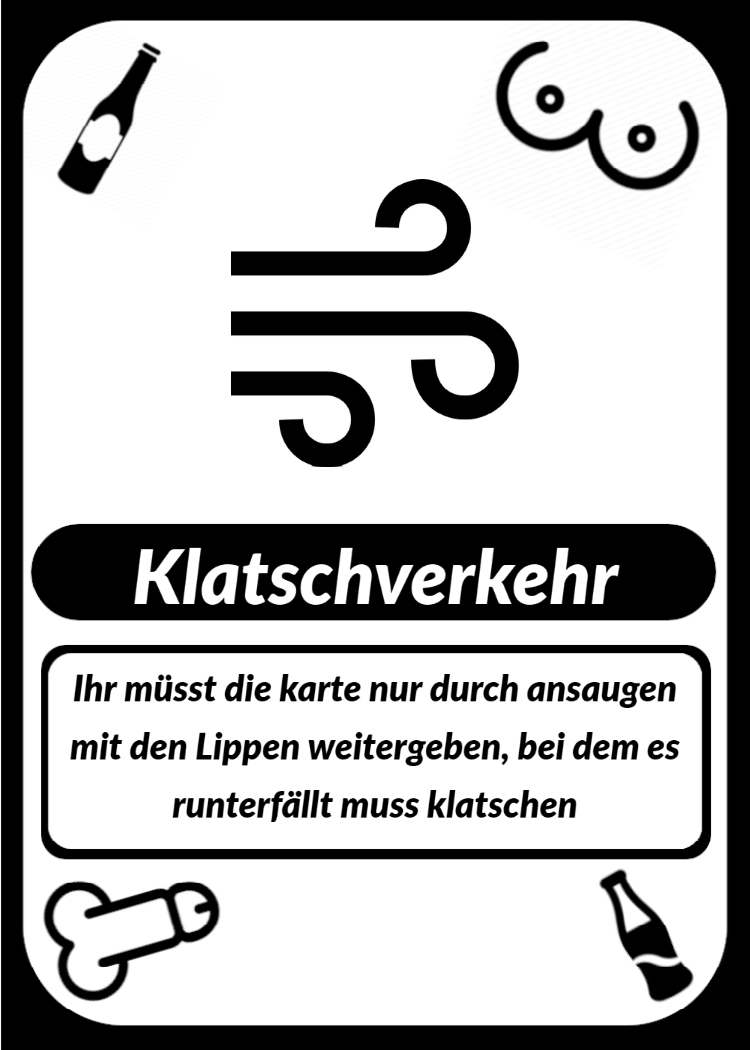 Klatschverkehr
Ihr müsst die karte nur durch ansaugen
mit den Lippen weitergeben, bei dem es
runterfällt muss klatschen